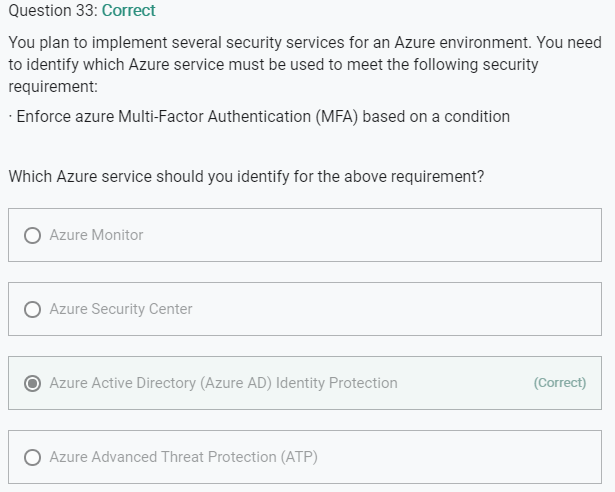 Question 33: Correct
You plan to implement several security services for an Azure environment. You need
to identify which Azure service must be used to meet the following security
requirement:
· Enforce azure Multi-Factor Authentication (MFA) based on a condition
Which Azure service should you identify for the above requirement?
Azure Monitor
Azure Security Center
Azure Active Directory (Azure AD) Identity Protection (Correct)
Azure Advanced Threat Protection (ATP)